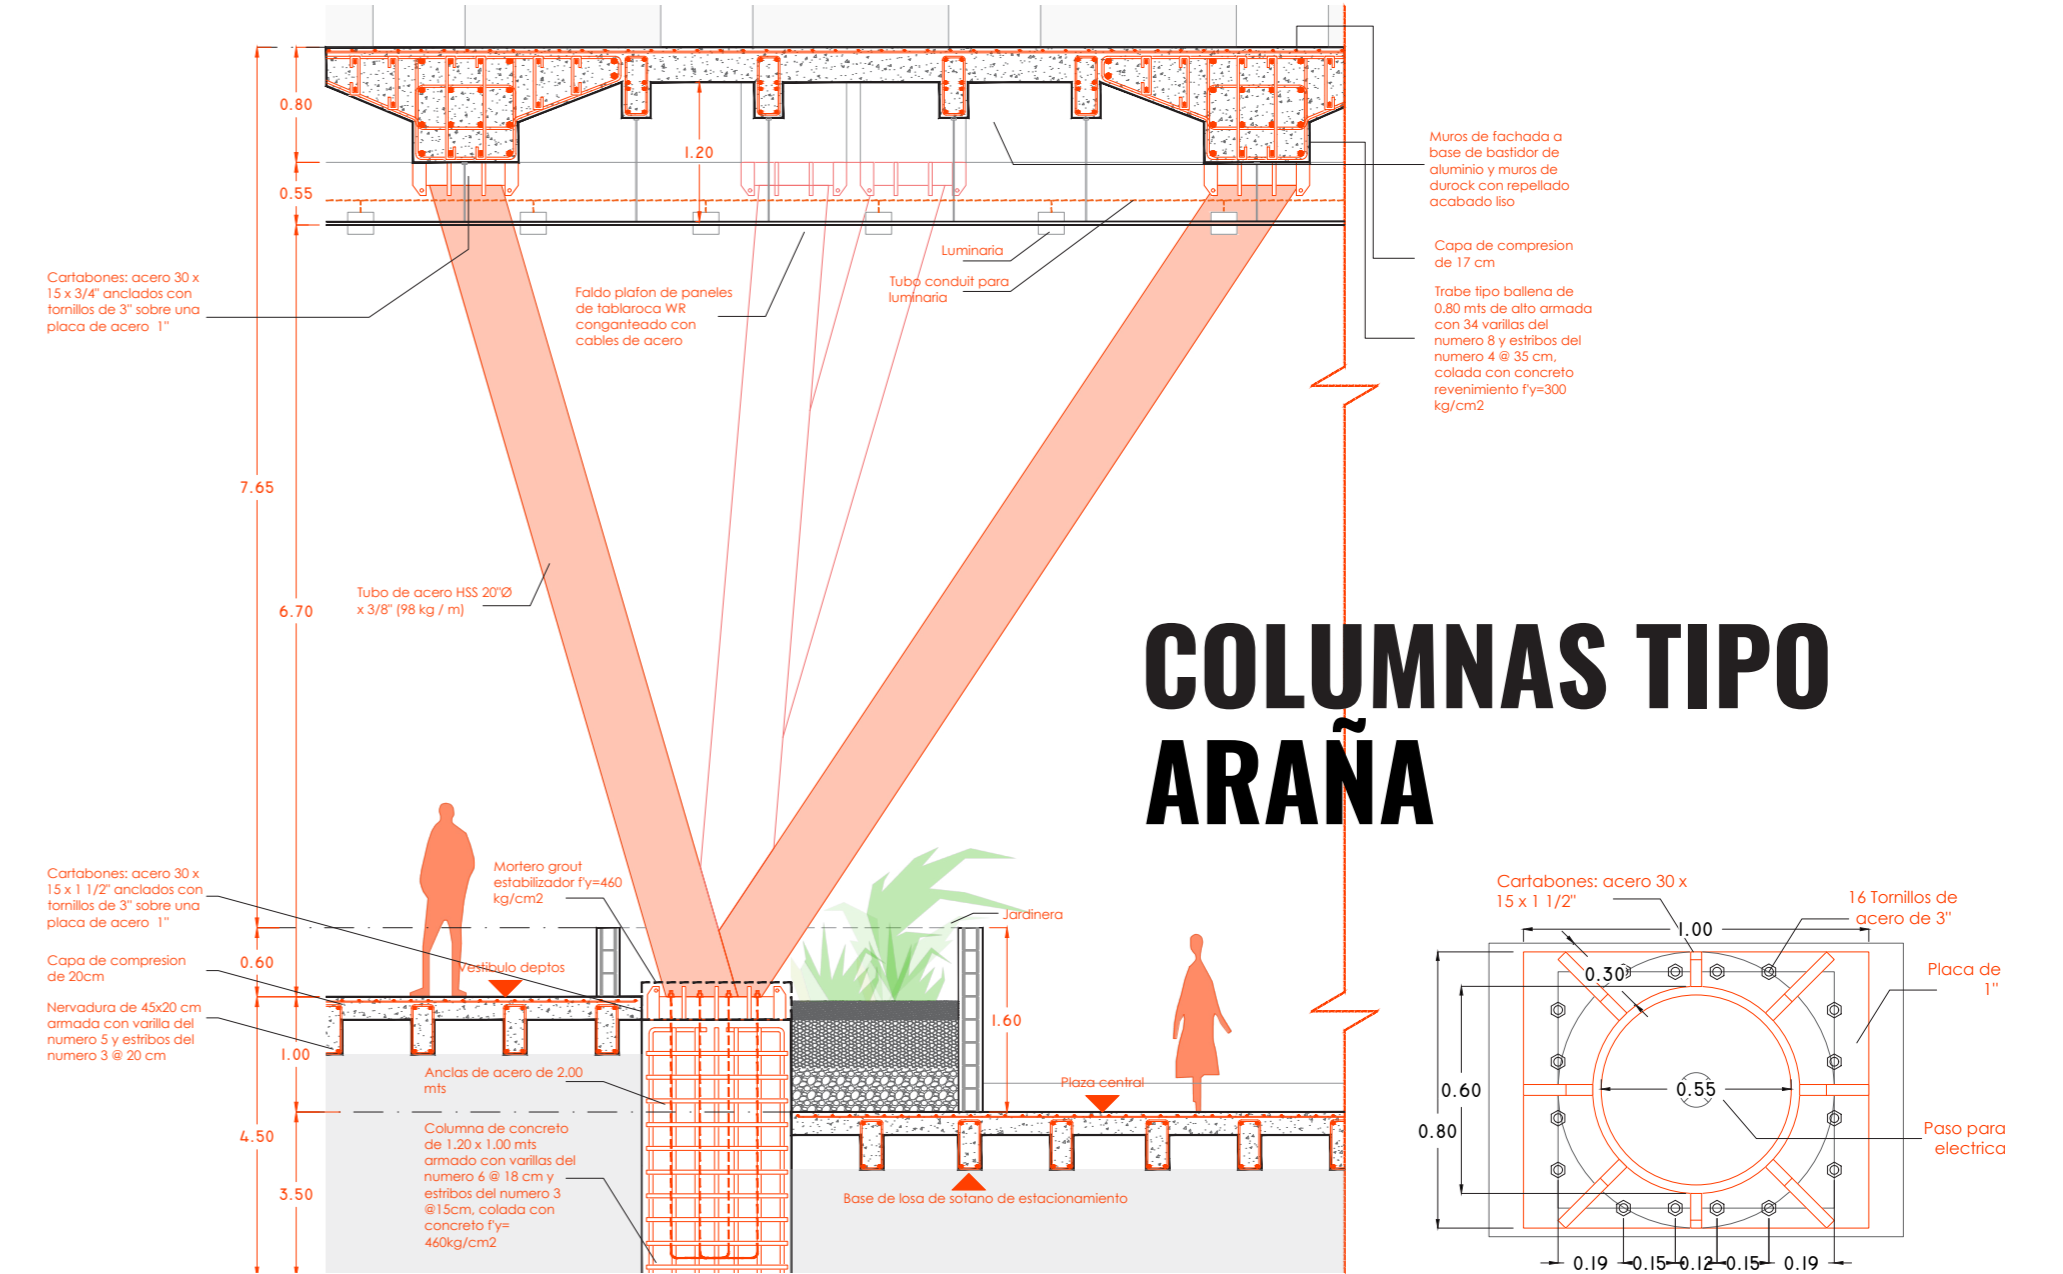 0.80
0.55
1.20
7.65
6.70
0.60
1.00
4.50
3.50
1.60
Muros de fachada a
base de bastidor de
aluminio y muros de
durock con repellado
acabado liso
Capa de compresion
de 17 cm
Trabe tipo ballena de
0.80 mts de alto armada
con 34 varillas del
numero 8 y estribos del
numero 4 @ 35 cm,
colada con concreto
revenimiento f'y=300
kg/cm2
Luminaria
Tubo conduit para
luminaria
Faldo plafon de paneles
de tablaroca WR
conganteado con
cables de acero
Cartabones: acero 30 x
15 x 3/4" anclados con
tornillos de 3" sobre una
placa de acero 1"
Tubo de acero HSS 20"Ø
x 3/8" (98 kg / m)
COLUMNAS TIPO
ARAÑA
Mortero grout
estabilizador f'y=460
kg/cm2
Cartabones: acero 30 x
15 x 1 1/2" anclados con
tornillos de 3" sobre una
placa de acero 1"
Capa de compresion
de 20cm
Nervadura de 45x20 cm
armada con varilla del
numero 5 y estribos del
numero 3 @ 20 cm
Vestibulo deptos
Jardinera
Anclas de acero de 2.00
mts
Columna de concreto
de 1.20 x 1.00 mts
armado con varillas del
numero 6 @ 18 cm y
estribos del numero 3
@15cm, colada con
concreto f'y=
460kg/cm2
Plaza central
Base de losa de sotano de estacionamiento
Cartabones: acero 30 x
15 x 1 1/2"
16 Tornillos de
acero de 3"
Placa de
1"
Paso para
electrica
1.00
0.30
0.60
0.55
0.80
0.19 0.15 0.12 0.15 0.19